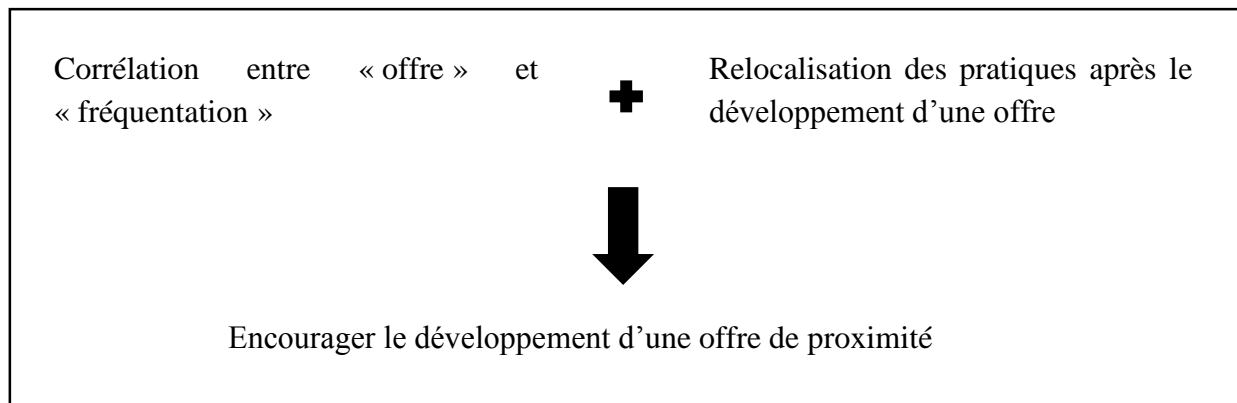 Corrélation entre « offre » et
« fréquentation »
Relocalisation des pratiques après le
développement d’une offre
Encourager le développement d’une offre de proximité